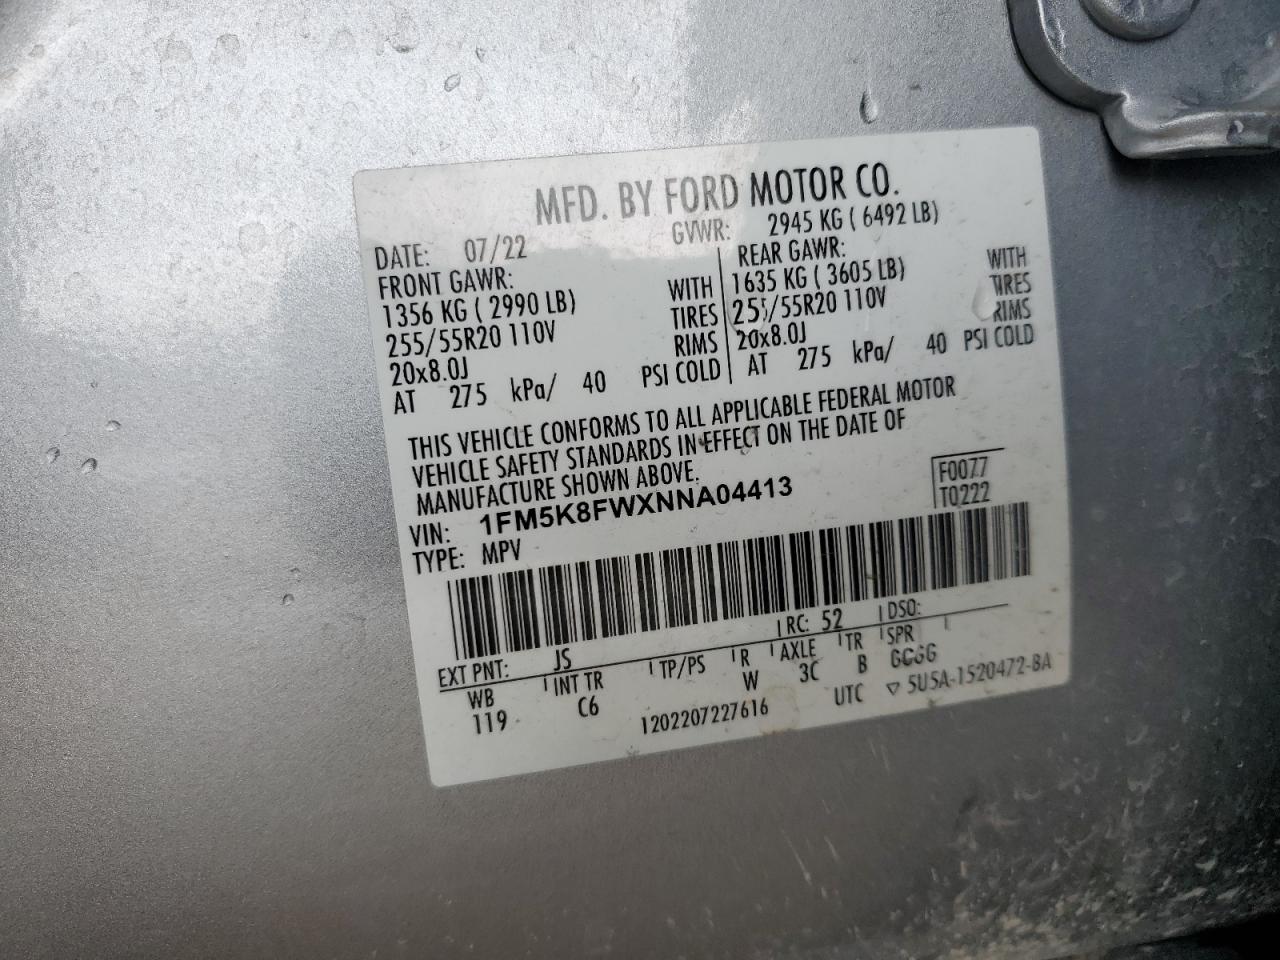 MFD. BY FORD MOTOR CO.
DATE: 07/22 GVWR: 2945 KG ( 6492 LB)
FRONT GAWR: REAR GAWR:
1356 KG ( 2990 LB) WITH 1635 KG ( 3605 LB) WITH
255/55R20 110V TIRES 255/55R20 110V TIRES
20x8.0J RIMS 20x8.0J RIMS
AT 275 kPa/ 40 PSI COLD AT 275 kPa/ 40 PSI COLD
THIS VEHICLE CONFORMS TO ALL APPLICABLE FEDERAL MOTOR
VEHICLE SAFETY STANDARDS IN EFFECT ON THE DATE OF
MANUFACTURE SHOWN ABOVE.
VIN: 1FM5K8FWXNNA04413 F0077
TYPE: MPV T0222
EXT PNT: JS RC: 52 DSO:
WB INT TR TP/PS R AXLE TR SPR
119 C6 W 3C B GCGG
1202207227616 UTC ▽ 5U5A-1520472-BA